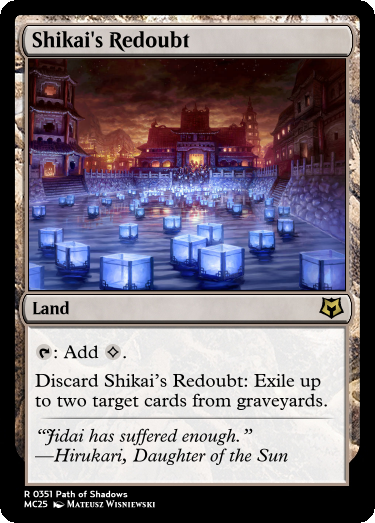 Shikai's Redoubt
Land
: Add .
Discard Shikai's Redoubt: Exile up
to two target cards from graveyards.
"Jidai has suffered enough."
—Hirukari, Daughter of the Sun
R 0351 Path of Shadows
MC25 Mateusz Wisniewski